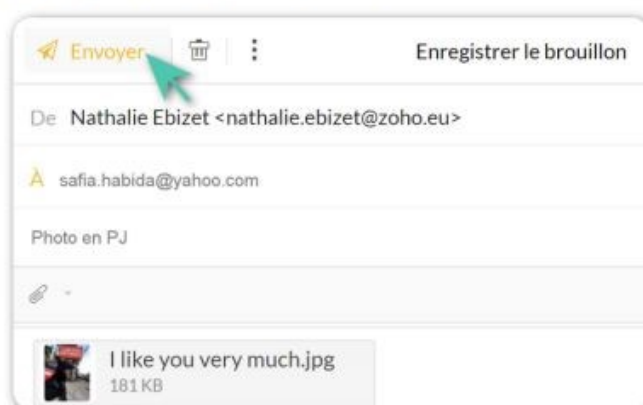 Envoyer Enregistrer le brouillon
De Nathalie Ebizet <nathalie.ebizet@zoho.eu>
À safia.habida@yahoo.com
Photo en PJ
I like you very much.jpg
181 KB